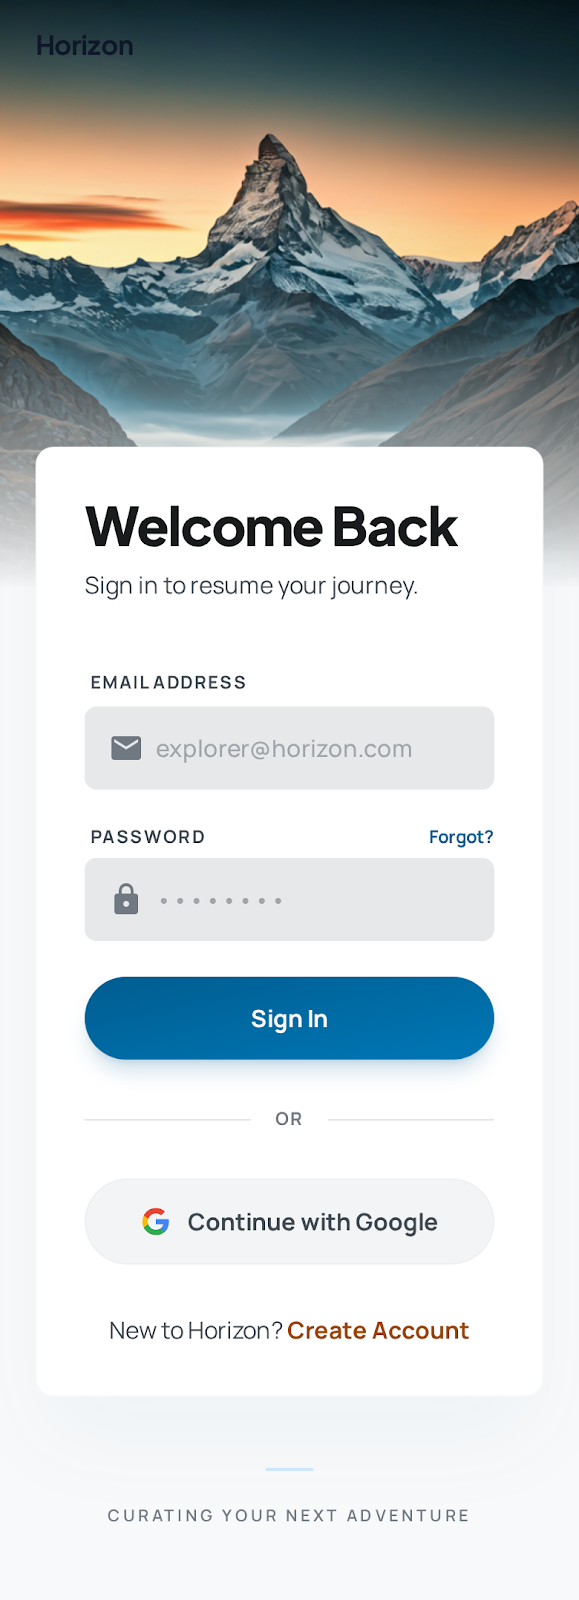 Horizon
Welcome Back
Sign in to resume your journey.
EMAIL ADDRESS
explorer@horizon.com
PASSWORD Forgot?
••••••••
Sign In
OR
Continue with Google
New to Horizon? Create Account
CURATING YOUR NEXT ADVENTURE